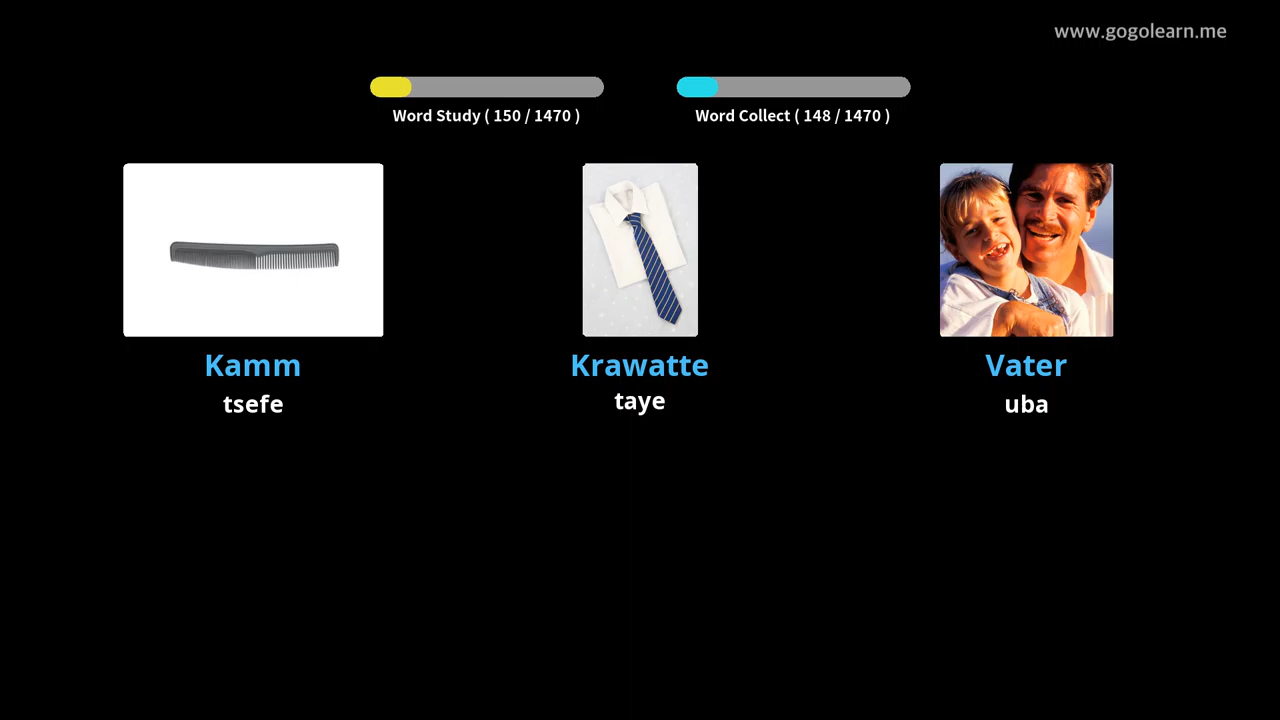 www.gogolearn.me
Word Study ( 150 / 1470 )
Word Collect ( 148 / 1470 )
Kamm
tsefe
Krawatte
taye
Vater
uba